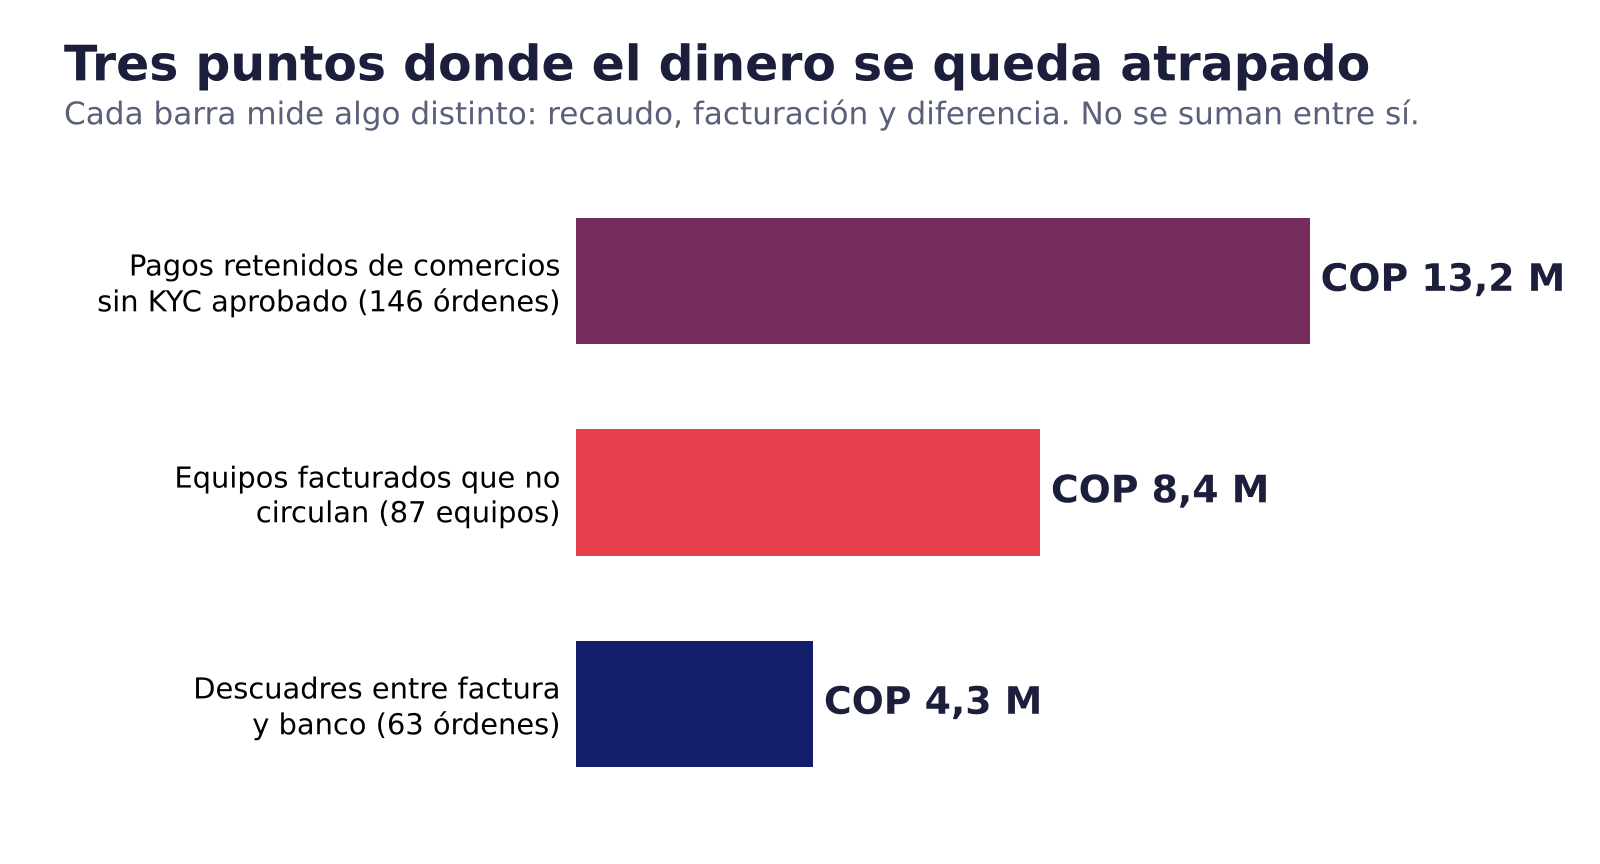 Tres puntos donde el dinero se queda atrapado
Cada barra mide algo distinto: recaudo, facturación y diferencia. No se suman entre sí.
Pagos retenidos de comercios
sin KYC aprobado (146 órdenes)
COP 13,2 M
Equipos facturados que no
circulan (87 equipos)
COP 8,4 M
Descuadres entre factura
y banco (63 órdenes)
COP 4,3 M